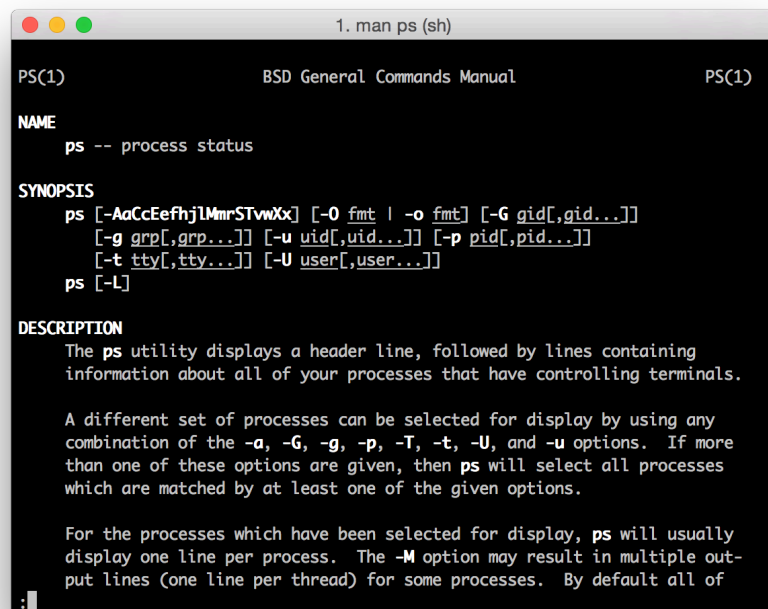 1. man ps (sh)
PS(1) BSD General Commands Manual PS(1)
NAME
ps -- process status
SYNOPSIS
ps [-AaCcEefhjlMmrSTvwXx] [-O fmt | -o fmt] [-G gid[,gid...]]
[-g grp[,grp...]] [-u uid[,uid...]] [-p pid[,pid...]]
[-t tty[,tty...]] [-U user[,user...]]
ps [-L]
DESCRIPTION
The ps utility displays a header line, followed by lines containing
information about all of your processes that have controlling terminals.
A different set of processes can be selected for display by using any
combination of the -a, -G, -g, -p, -T, -t, -U, and -u options.  If more
than one of these options are given, then ps will select all processes
which are matched by at least one of the given options.
For the processes which have been selected for display, ps will usually
display one line per process.  The -M option may result in multiple out-
put lines (one line per thread) for some processes.  By default all of
: